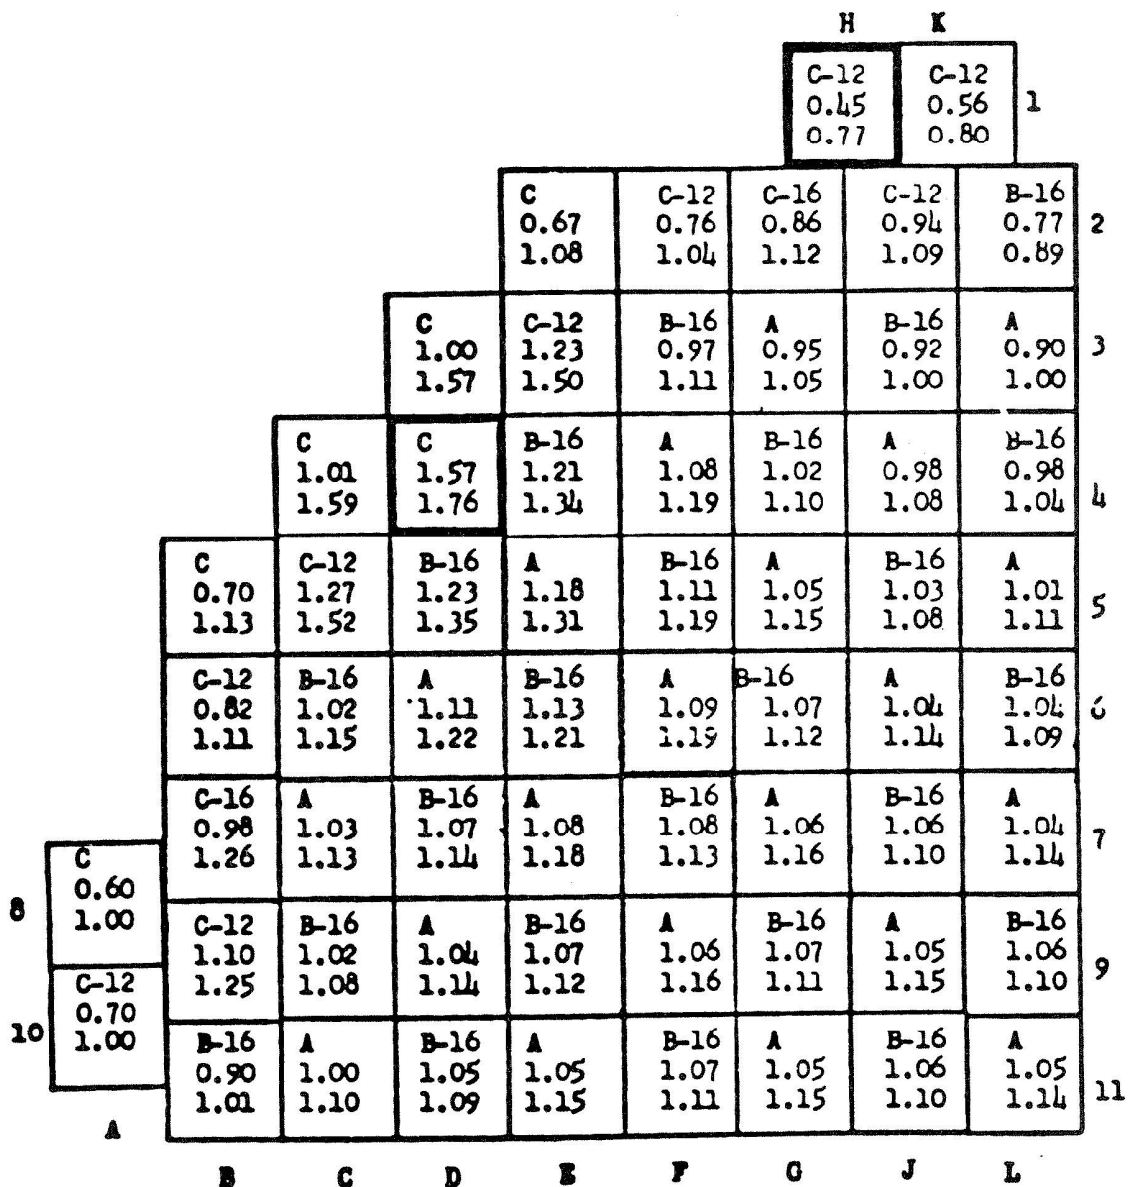 H K
C-12 C-12
0.45 0.56 1
0.77 0.80
C C-12 C-16 C-12 B-16
0.67 0.76 0.86 0.94 0.77 2
1.08 1.04 1.12 1.09 0.89
C C-12 B-16 A B-16 A
1.00 1.23 0.97 0.95 0.92 0.90 3
1.57 1.50 1.11 1.05 1.00 1.00
C C B-16 A B-16 A B-16
1.01 1.57 1.21 1.08 1.02 0.98 0.98
1.59 1.76 1.34 1.19 1.10 1.08 1.04 4
C C-12 B-16 A B-16 A B-16 A
0.70 1.27 1.23 1.18 1.11 1.05 1.03 1.01
1.13 1.52 1.35 1.31 1.19 1.15 1.08 1.11 5
C-12 B-16 A B-16 A B-16 A B-16
0.82 1.02 1.11 1.13 1.09 1.07 1.04 1.04 6
1.11 1.15 1.22 1.21 1.19 1.12 1.14 1.09
C-16 A B-16 A B-16 A B-16 A
0.98 1.03 1.07 1.08 1.08 1.06 1.06 1.04 7
1.26 1.13 1.14 1.18 1.13 1.16 1.10 1.14
C
0.60
8 1.00
C-12 B-16 A B-16 A B-16 A B-16
1.10 1.02 1.04 1.07 1.06 1.07 1.05 1.06 9
1.25 1.08 1.14 1.12 1.16 1.11 1.15 1.10
C-12
0.70
10 1.00
B-16 A B-16 A B-16 A B-16 A
0.90 1.00 1.05 1.05 1.07 1.05 1.06 1.05
1.01 1.10 1.09 1.15 1.11 1.15 1.10 1.14 11
A
B C D E F G J L